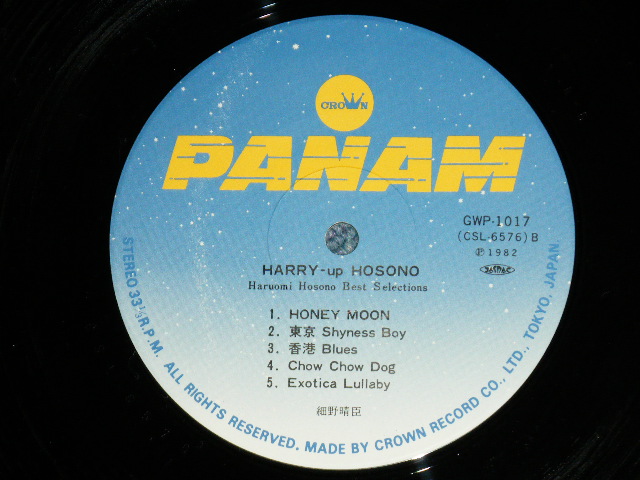 CROWN
PANAM
GWP-1017
(CSL-6576) B
Ⓟ 1982
JASRAC
HARRY-up HOSONO
Haruomi Hosono Best Selections
1. HONEY MOON
2. 東京 Shyness Boy
3. 香港 Blues
4. Chow Chow Dog
5. Exotica Lullaby
細野晴臣
STEREO 33⅓R.P.M. ALL RIGHTS RESERVED. MADE BY CROWN RECORD CO., LTD., TOKYO, JAPAN.